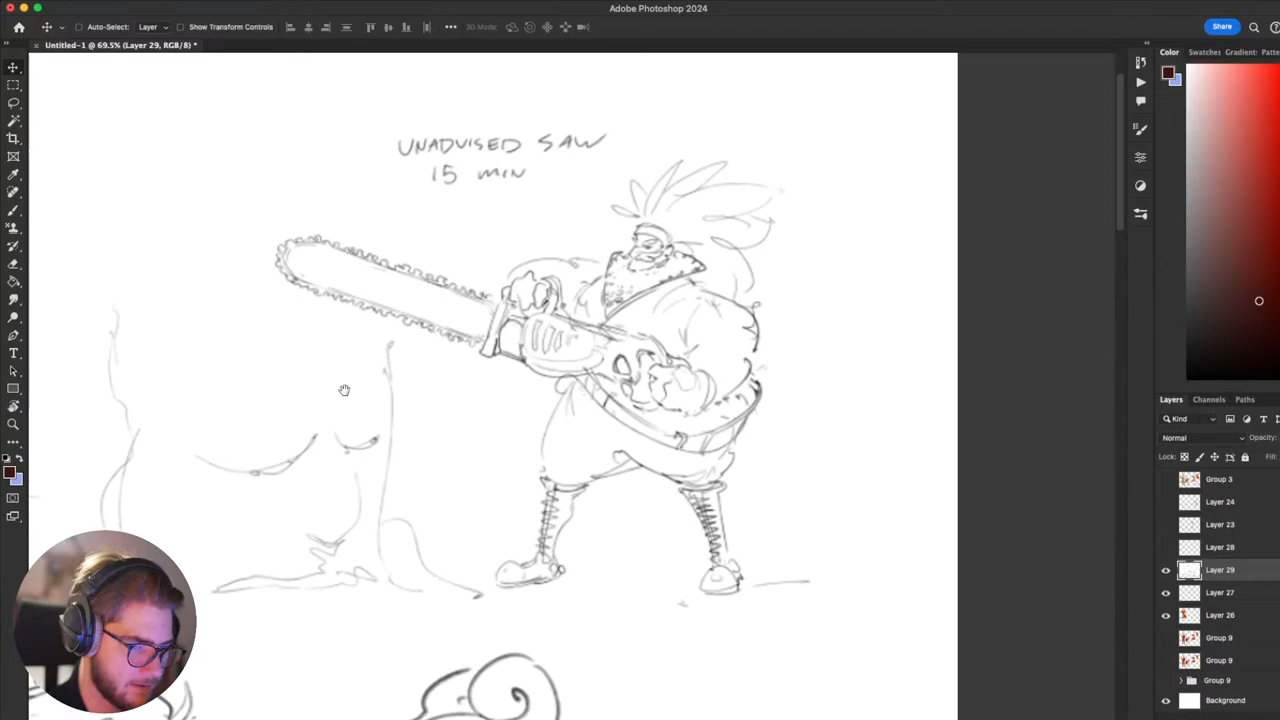 Adobe Photoshop 2024
Auto-Select: Layer Show Transform Controls 3D Mode: Share
Untitled-1 @ 69.5% (Layer 29, RGB/8) *
Color Swatches Gradient: Patte
UNADVISED SAW
15 MIN
Layers Channels Paths
Kind
Normal Opacity:
Lock: Fill:
Group 3
Layer 24
Layer 23
Layer 28
Layer 29
Layer 27
Layer 26
Group 9
Group 9
Group 9
Background